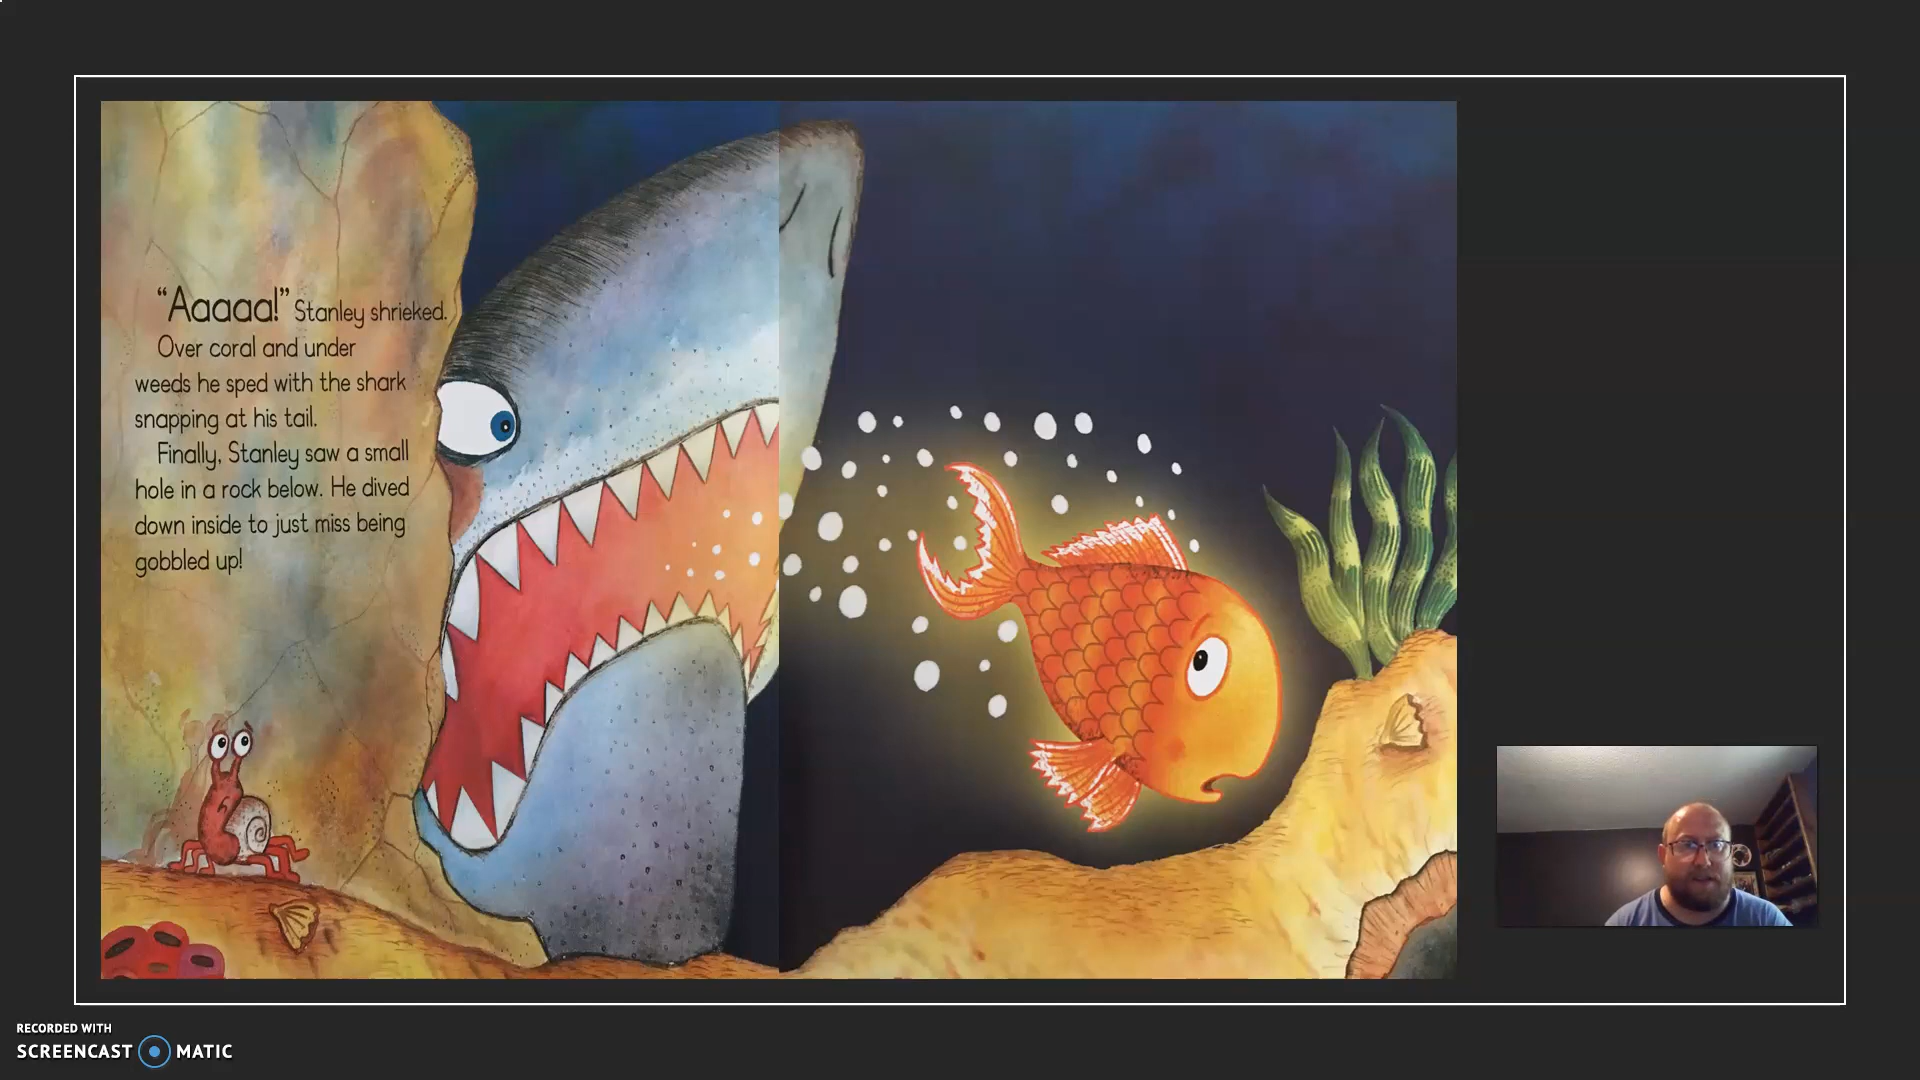 “Aaaaa!” Stanley shrieked.
Over coral and under
weeds he sped with the shark
snapping at his tail.
Finally, Stanley saw a small
hole in a rock below. He dived
down inside to just miss being
gobbled up!
RECORDED WITH
SCREENCAST MATIC